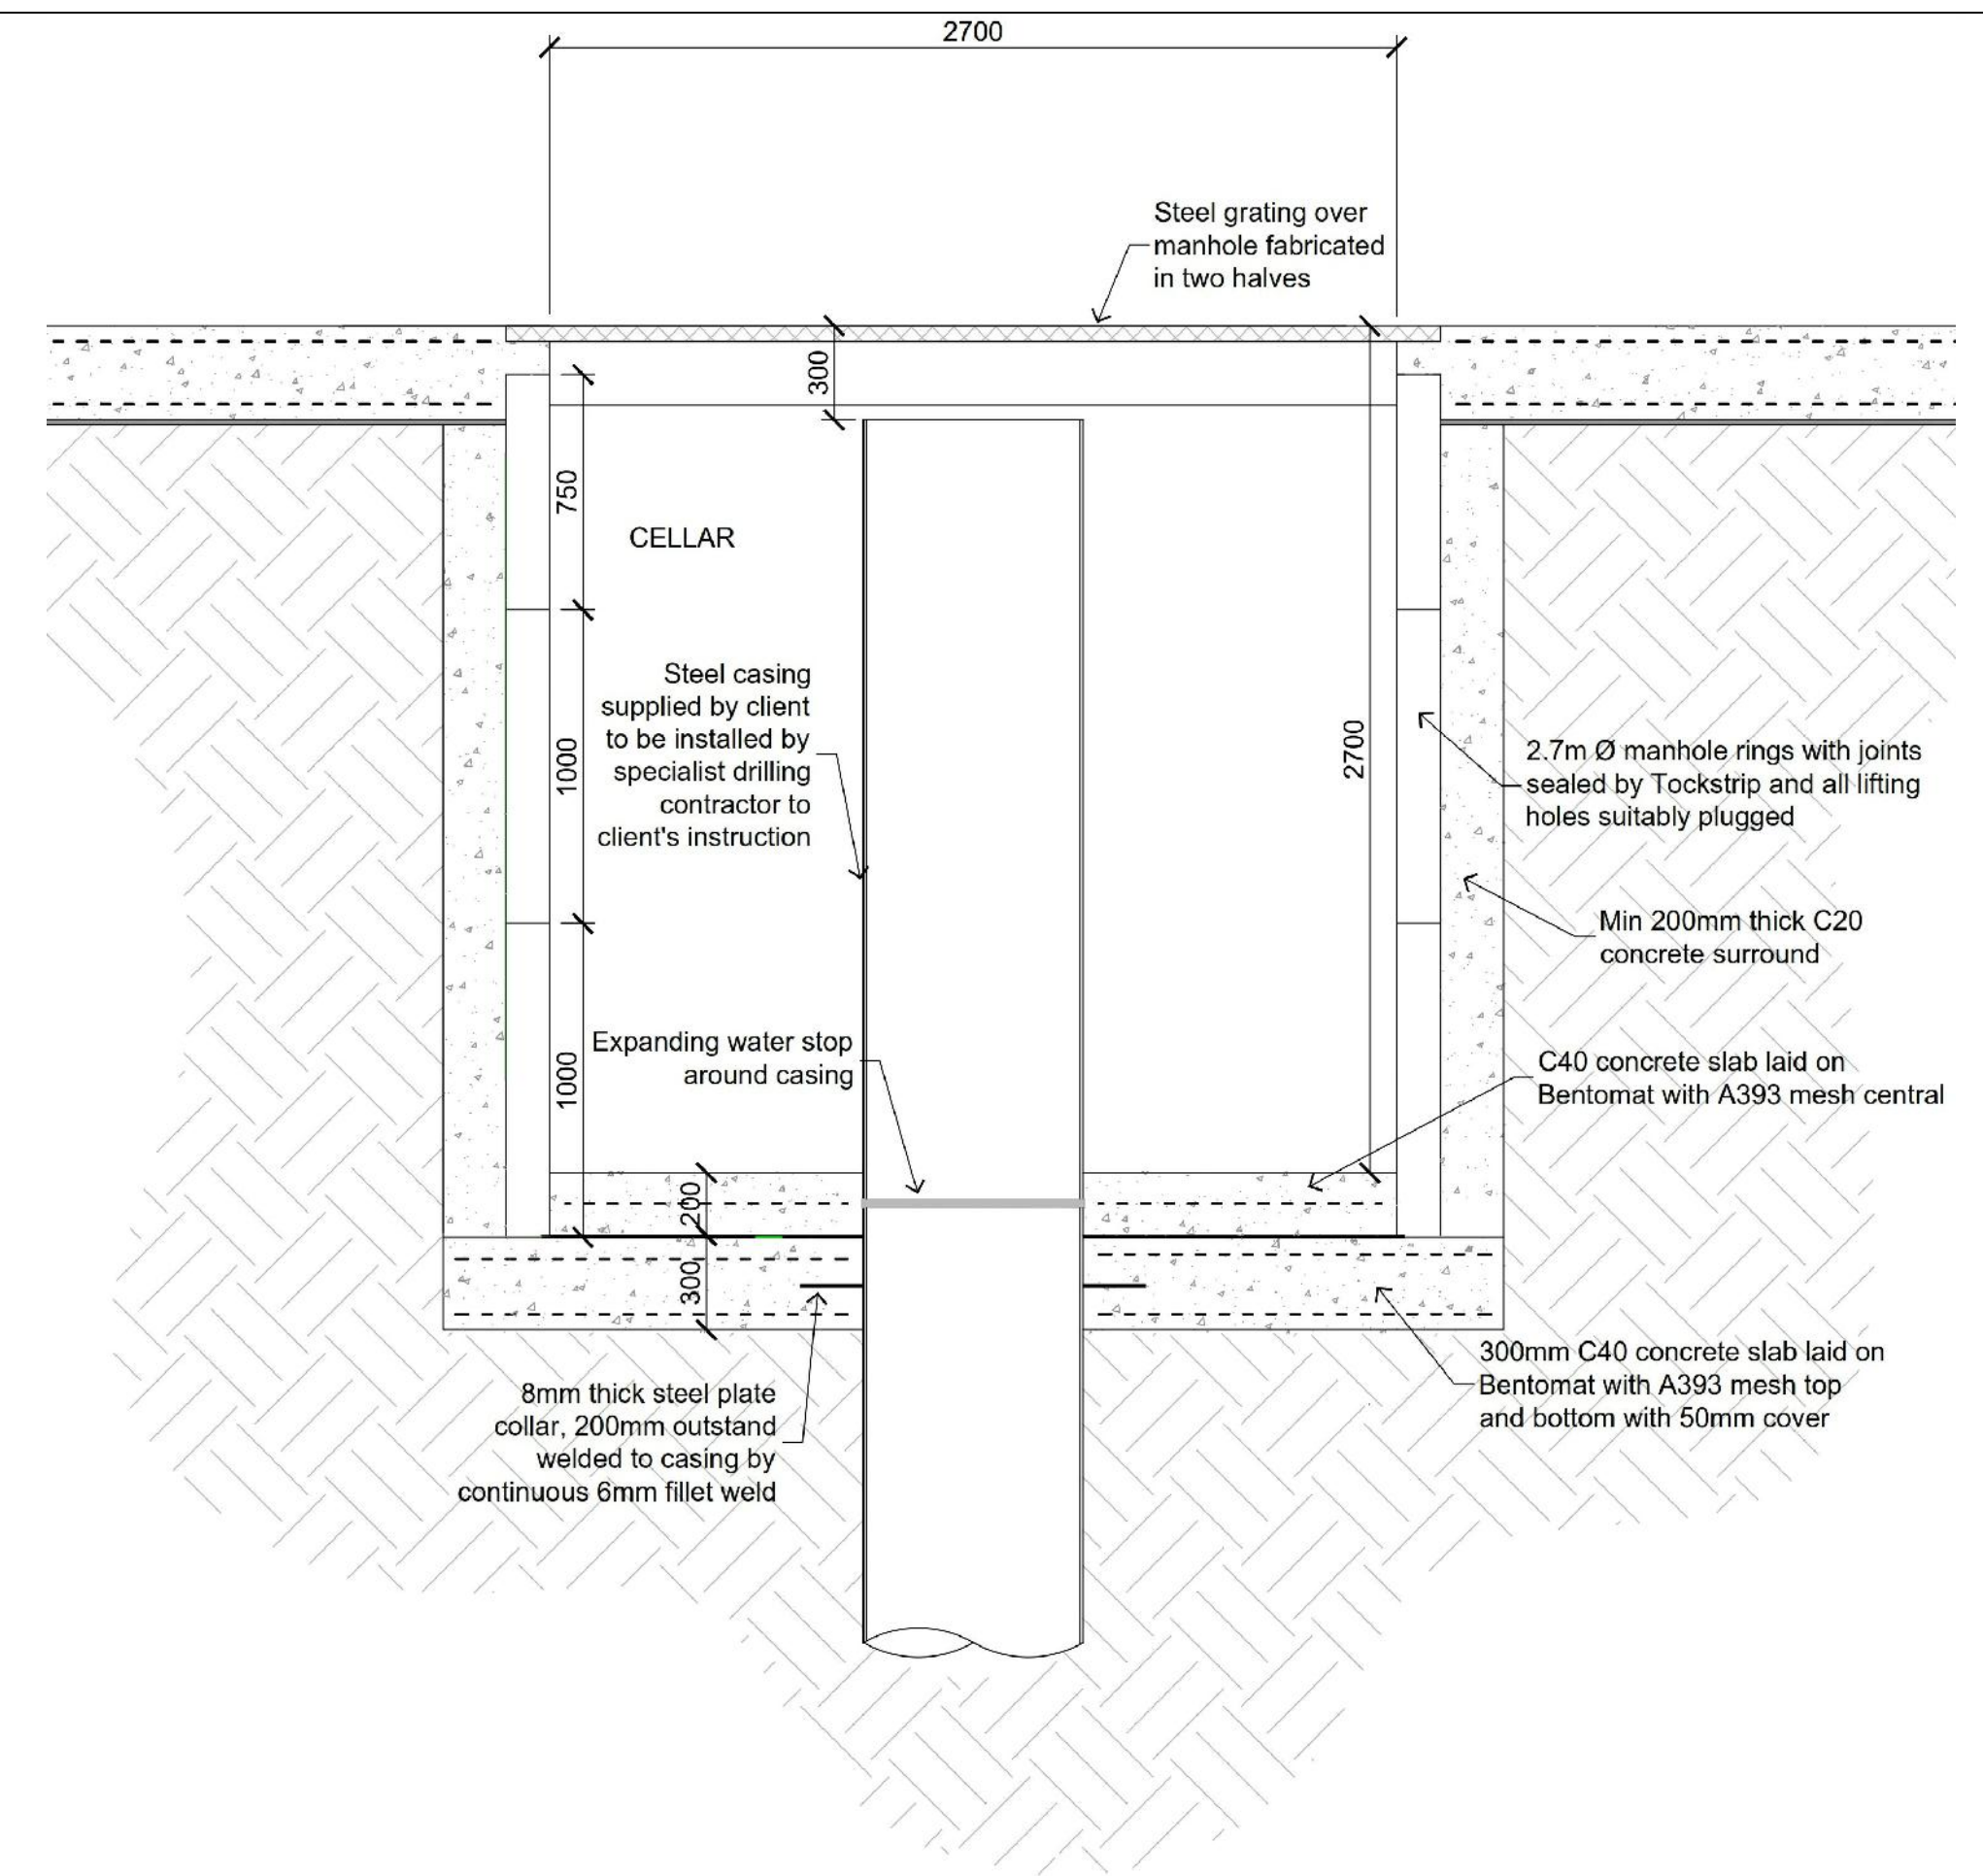 2700
Steel grating over
manhole fabricated
in two halves
300
750
CELLAR
Steel casing
supplied by client
to be installed by
specialist drilling
contractor to
client's instruction
1000
2700
2.7m Ø manhole rings with joints
sealed by Tockstrip and all lifting
holes suitably plugged
Min 200mm thick C20
concrete surround
Expanding water stop
around casing
1000
C40 concrete slab laid on
Bentomat with A393 mesh central
200
300
300mm C40 concrete slab laid on
Bentomat with A393 mesh top
and bottom with 50mm cover
8mm thick steel plate
collar, 200mm outstand
welded to casing by
continuous 6mm fillet weld